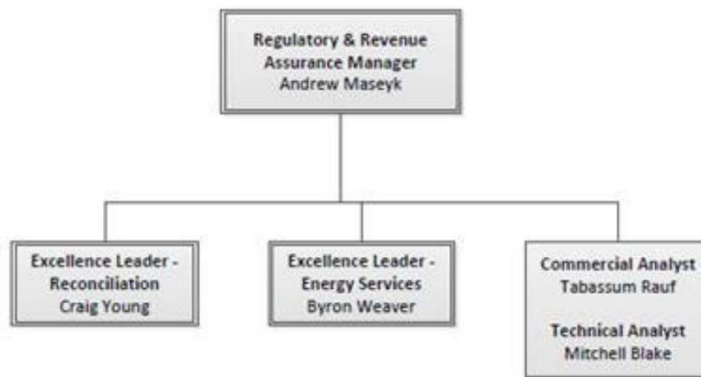 Regulatory & Revenue
Assurance Manager
Andrew Maseyk
Excellence Leader -
Reconciliation
Craig Young
Excellence Leader -
Energy Services
Byron Weaver
Commercial Analyst
Tabassum Rauf
Technical Analyst
Mitchell Blake